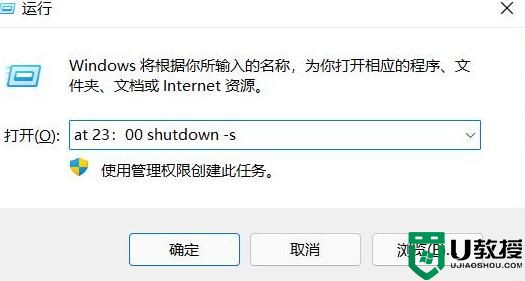 运行
Windows 将根据你所输入的名称，为你打开相应的程序、文
件夹、文档或 Internet 资源。
打开(O):
at 23：00 shutdown -s
使用管理权限创建此任务。
确定
取消
浏览(B)...
U教授
UJIAOSHOU.COM